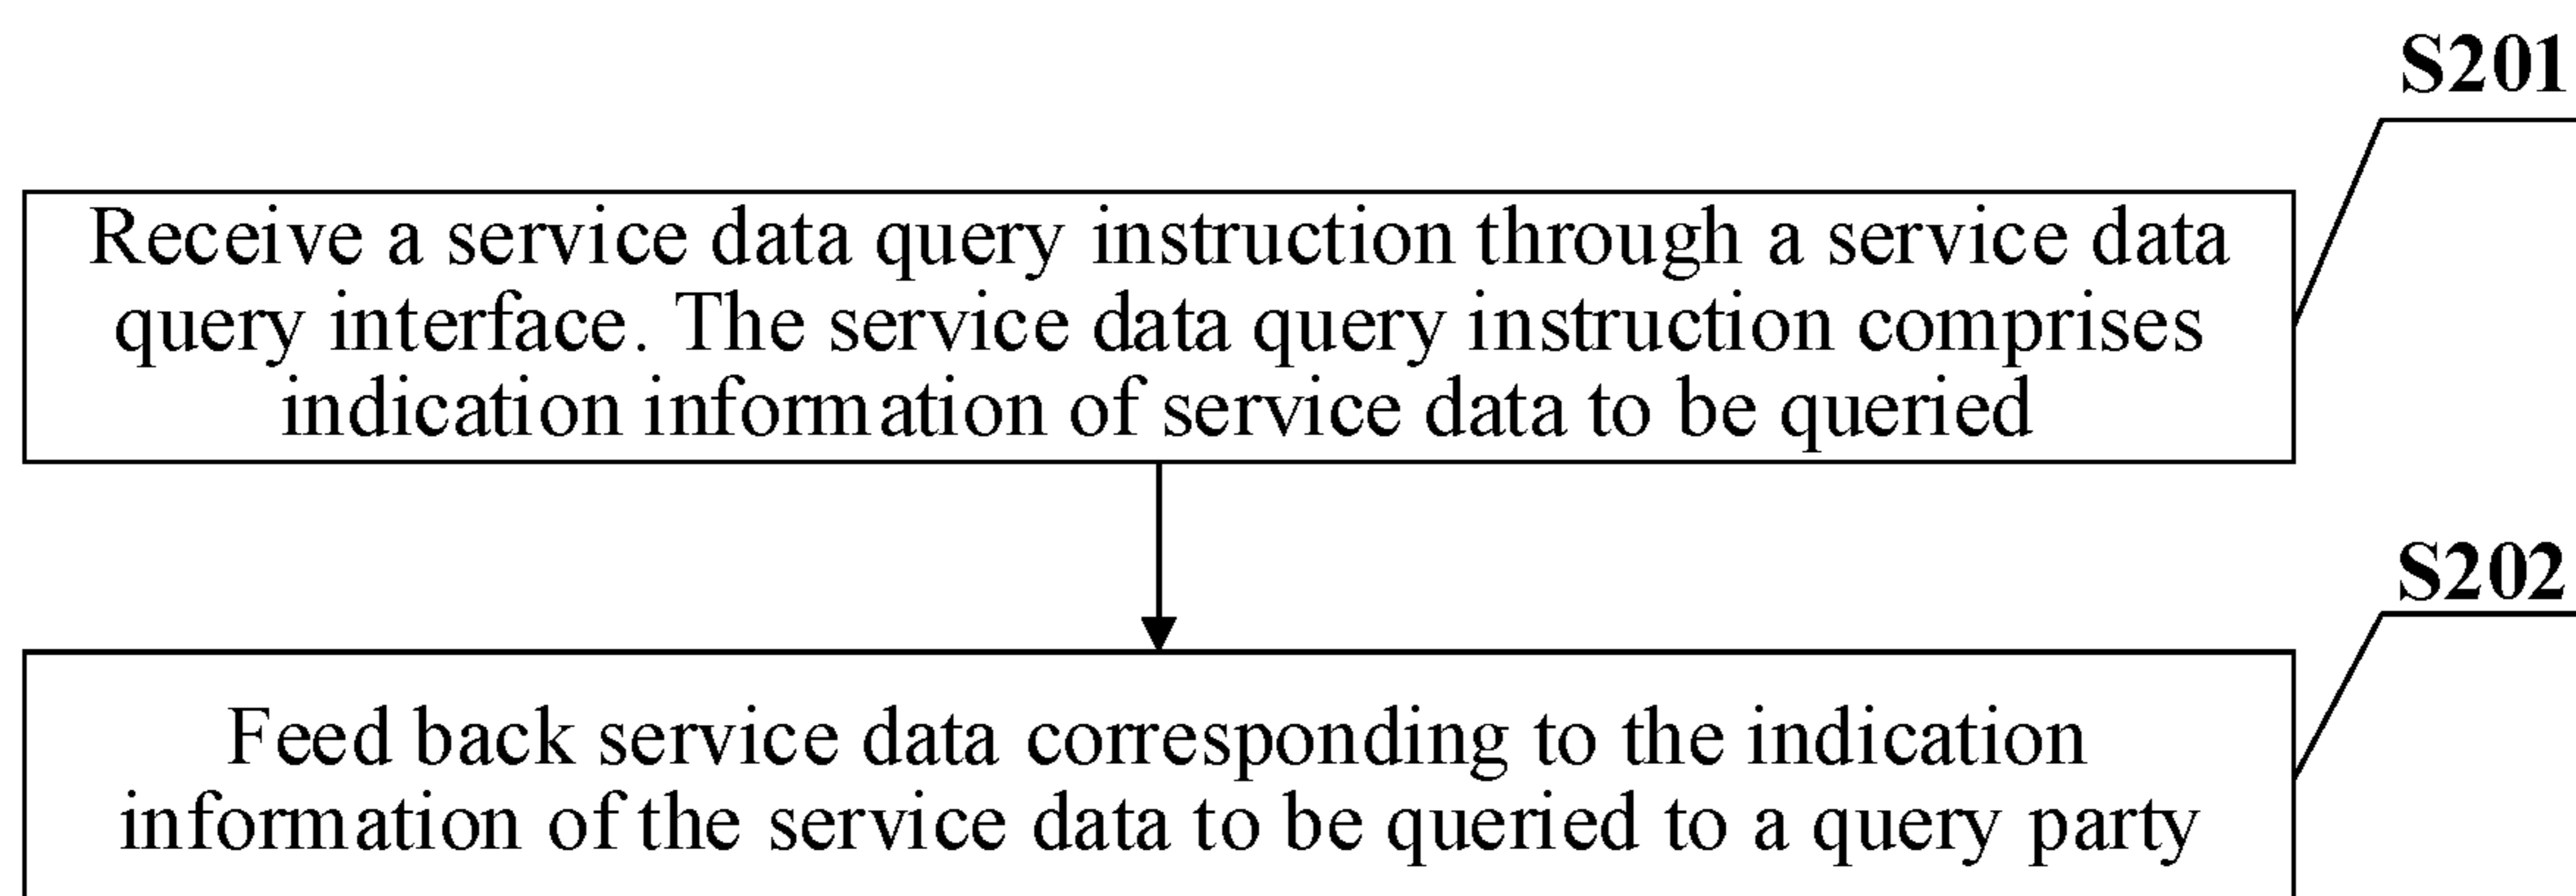 S201
Receive a service data query instruction through a service data
query interface. The service data query instruction comprises
indication information of service data to be queried
S202
Feed back service data corresponding to the indication
information of the service data to be queried to a query party